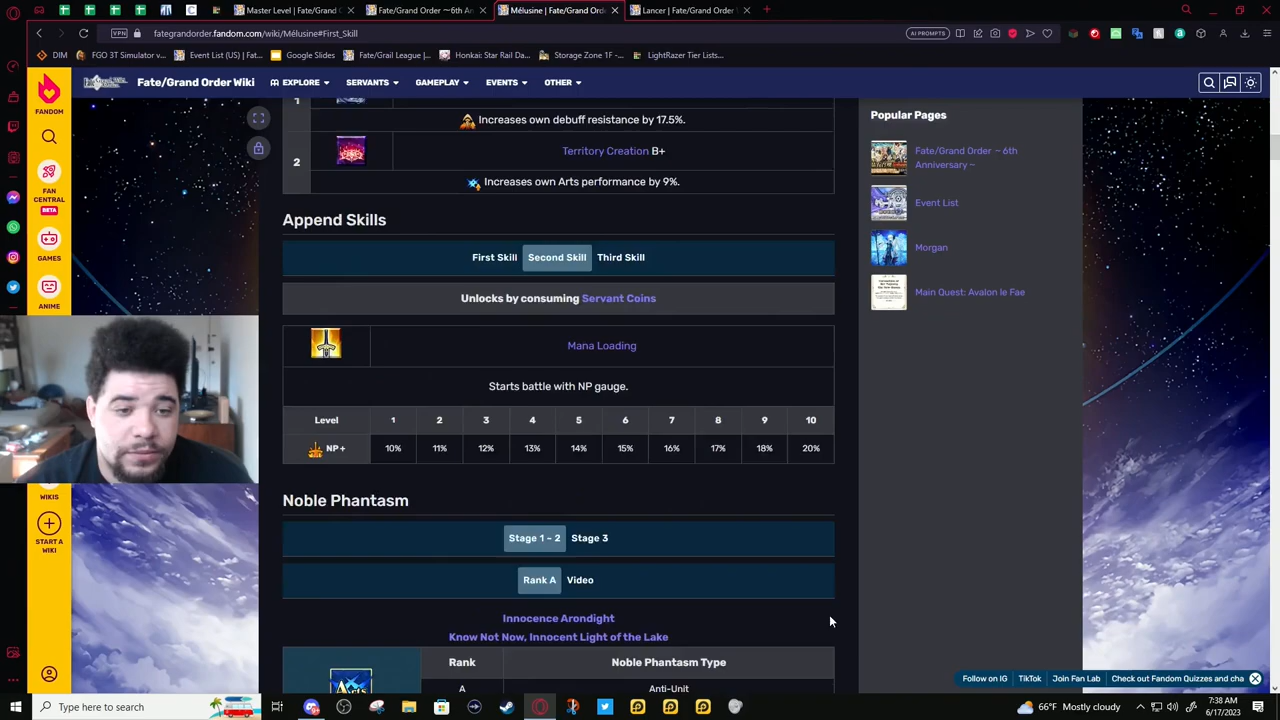 Master Level | Fate/Grand O
Fate/Grand Order ~ 6th
Mélusine | Fate/Grand Order
Lancer | Fate/Grand Order
VPN
fategrandorder.fandom.com/wiki/Mélusine#First_Skill
AI PROMPTS
DIM
FGO 3T Simulator v...
Event List (US) | Fat...
Google Slides
Fate/Grail League |...
Honkai: Star Rail Da...
Storage Zone 1F -...
LightRazer Tier Lists...
FANDOM
FAN
CENTRAL
BETA
GAMES
ANIME
WIKIS
START A
WIKI
Fate/Grand Order Wiki
EXPLORE
SERVANTS
GAMEPLAY
EVENTS
OTHER
1
Increases own debuff resistance by 17.5%.
2
Territory Creation B+
Increases own Arts performance by 9%.
Append Skills
First Skill
Second Skill
Third Skill
Unlocked by consuming Servant Coins
Mana Loading
Starts battle with NP gauge.
Level 1 2 3 4 5 6 7 8 9 10
NP + 10% 11% 12% 13% 14% 15% 16% 17% 18% 20%
Noble Phantasm
Stage 1 – 2
Stage 3
Rank A
Video
Innocence Arondight
Know Not Now, Innocent Light of the Lake
Rank
Noble Phantasm Type
Arts
Popular Pages
Fate/Grand Order ~ 6th
Anniversary ~
Event List
Morgan
Main Quest: Avalon le Fae
Follow on IG
TikTok
Join Fan Lab
Check out Fandom Quizzes and cha
Type here to search
66°F Mostly cloudy
7:38 AM
6/17/2023